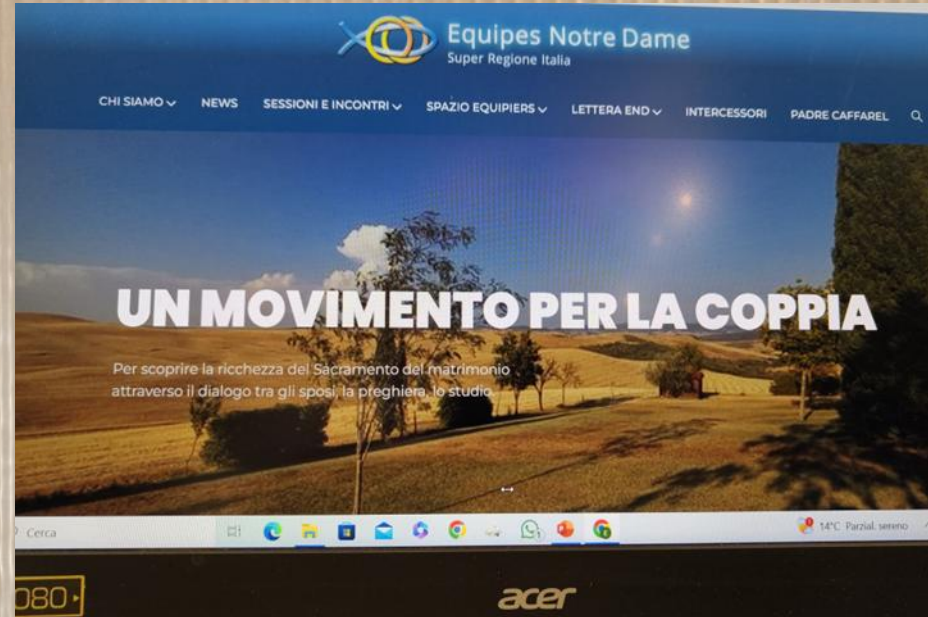 Equipes Notre Dame
Super Regione Italia
CHI SIAMO NEWS SESSIONI E INCONTRI SPAZIO EQUIPIERS LETTERA END INTERCESSORI PADRE CAFFAREL
UN MOVIMENTO PER LA COPPIA
Per scoprire la ricchezza del Sacramento del matrimonio
attraverso il dialogo tra gli sposi, la preghiera, lo studio.
Cerca 14°C Parzial. sereno
080
acer